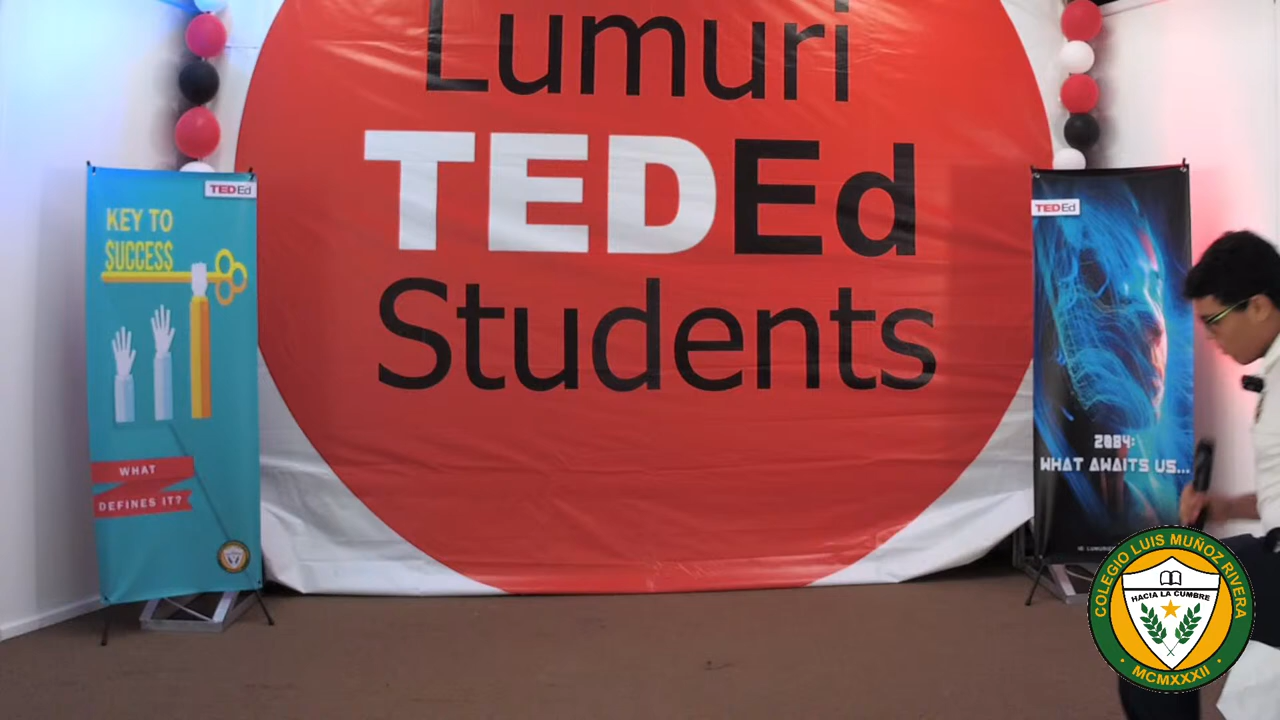 Lumuri
TEDEd
Students
TEDEd
KEY TO
SUCCESS
WHAT
DEFINES IT?
TEDEd
2084:
WHAT AWAITS US...
COLEGIO LUIS MUÑOZ RIVERA
HACIA LA CUMBRE
MCMXXXII